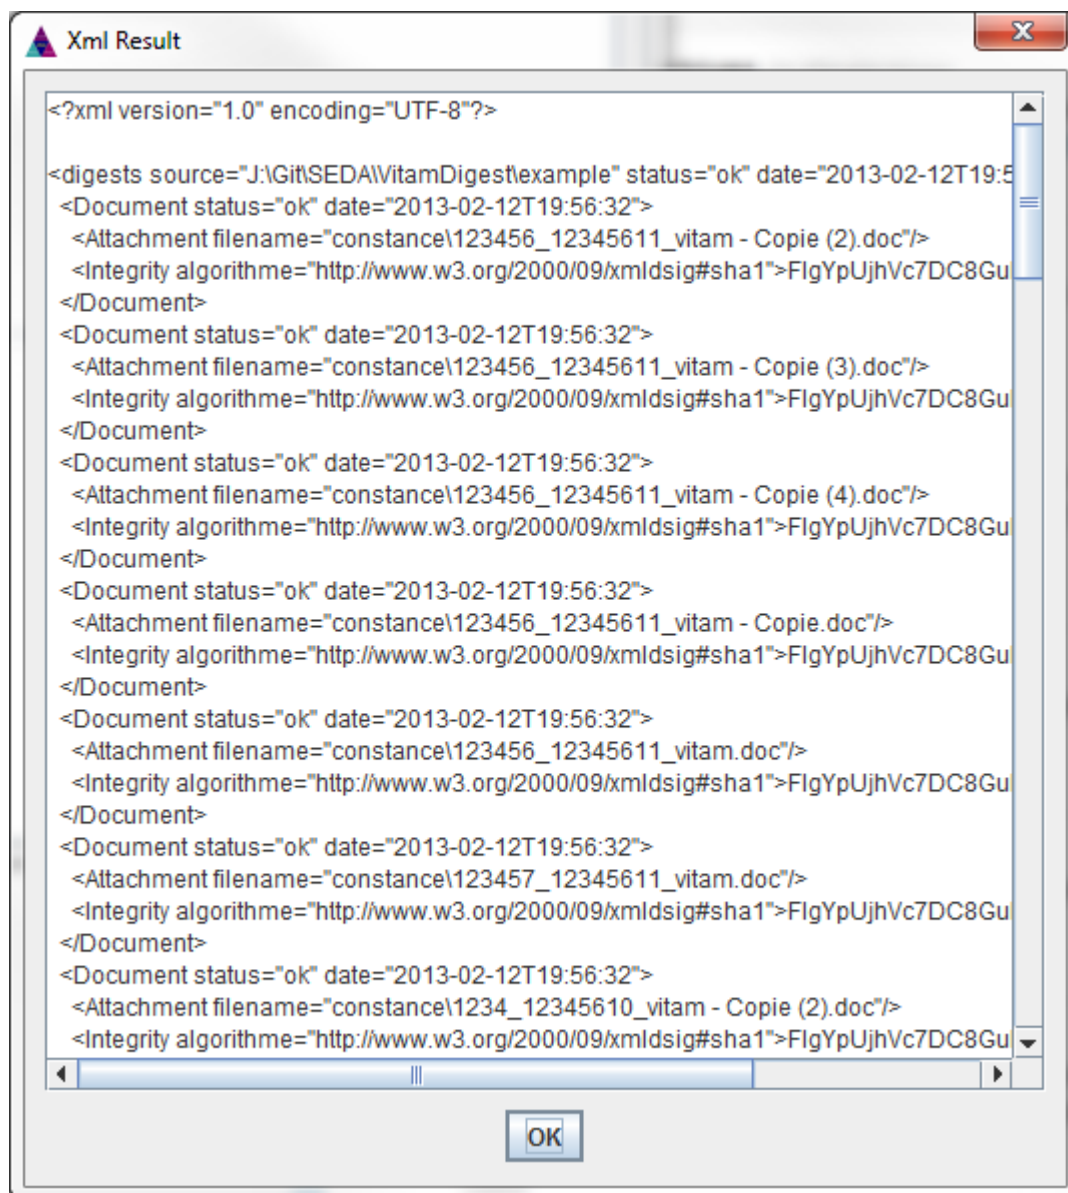 Xml Result
<?xml version="1.0" encoding="UTF-8"?>
<digests source="J:\Git\SEDA\VitamDigest\example" status="ok" date="2013-02-12T19:5
<Document status="ok" date="2013-02-12T19:56:32">
<Attachment filename="constance\123456_12345611_vitam - Copie (2).doc"/>
<Integrity algorithme="http://www.w3.org/2000/09/xmldsig#sha1">FIgYpUjhVc7DC8Gu
</Document>
<Document status="ok" date="2013-02-12T19:56:32">
<Attachment filename="constance\123456_12345611_vitam - Copie (3).doc"/>
<Integrity algorithme="http://www.w3.org/2000/09/xmldsig#sha1">FIgYpUjhVc7DC8Gu
</Document>
<Document status="ok" date="2013-02-12T19:56:32">
<Attachment filename="constance\123456_12345611_vitam - Copie (4).doc"/>
<Integrity algorithme="http://www.w3.org/2000/09/xmldsig#sha1">FIgYpUjhVc7DC8Gu
</Document>
<Document status="ok" date="2013-02-12T19:56:32">
<Attachment filename="constance\123456_12345611_vitam - Copie.doc"/>
<Integrity algorithme="http://www.w3.org/2000/09/xmldsig#sha1">FIgYpUjhVc7DC8Gu
</Document>
<Document status="ok" date="2013-02-12T19:56:32">
<Attachment filename="constance\123456_12345611_vitam.doc"/>
<Integrity algorithme="http://www.w3.org/2000/09/xmldsig#sha1">FIgYpUjhVc7DC8Gu
</Document>
<Document status="ok" date="2013-02-12T19:56:32">
<Attachment filename="constance\123457_12345611_vitam.doc"/>
<Integrity algorithme="http://www.w3.org/2000/09/xmldsig#sha1">FIgYpUjhVc7DC8Gu
</Document>
<Document status="ok" date="2013-02-12T19:56:32">
<Attachment filename="constance\1234_12345610_vitam - Copie (2).doc"/>
<Integrity algorithme="http://www.w3.org/2000/09/xmldsig#sha1">FIgYpUjhVc7DC8Gu
OK